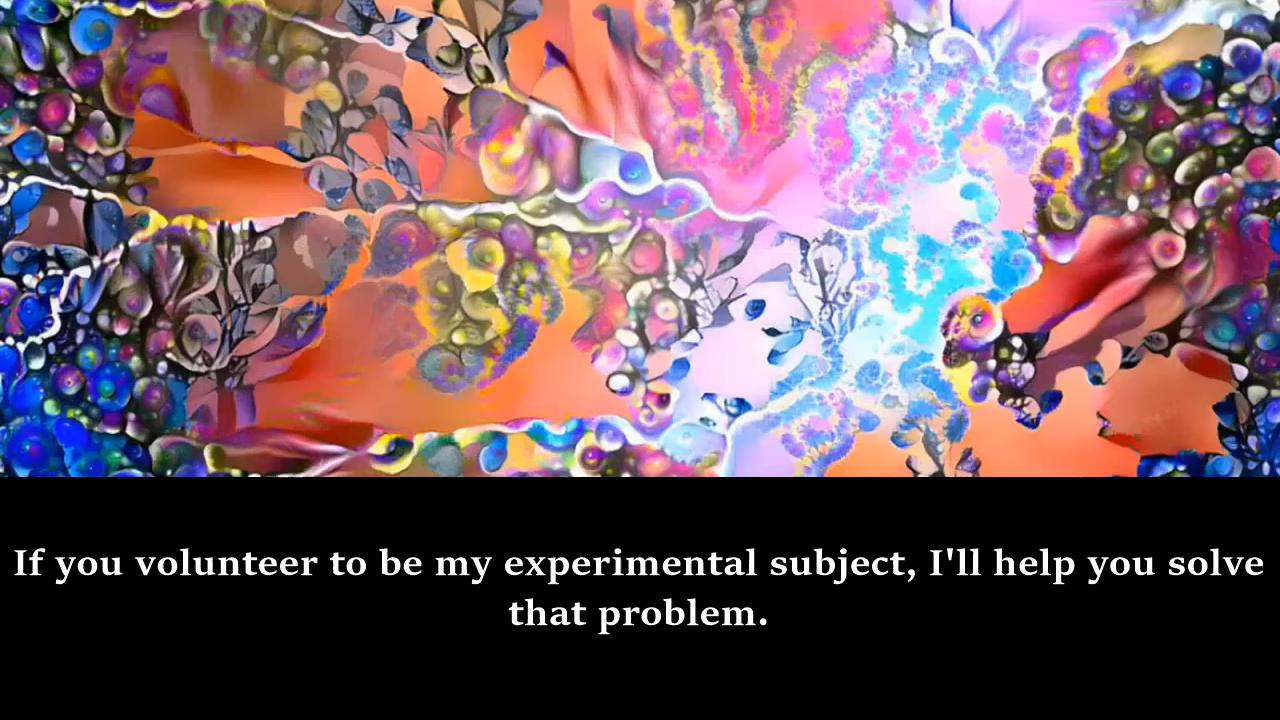 If you volunteer to be my experimental subject, I'll help you solve
that problem.